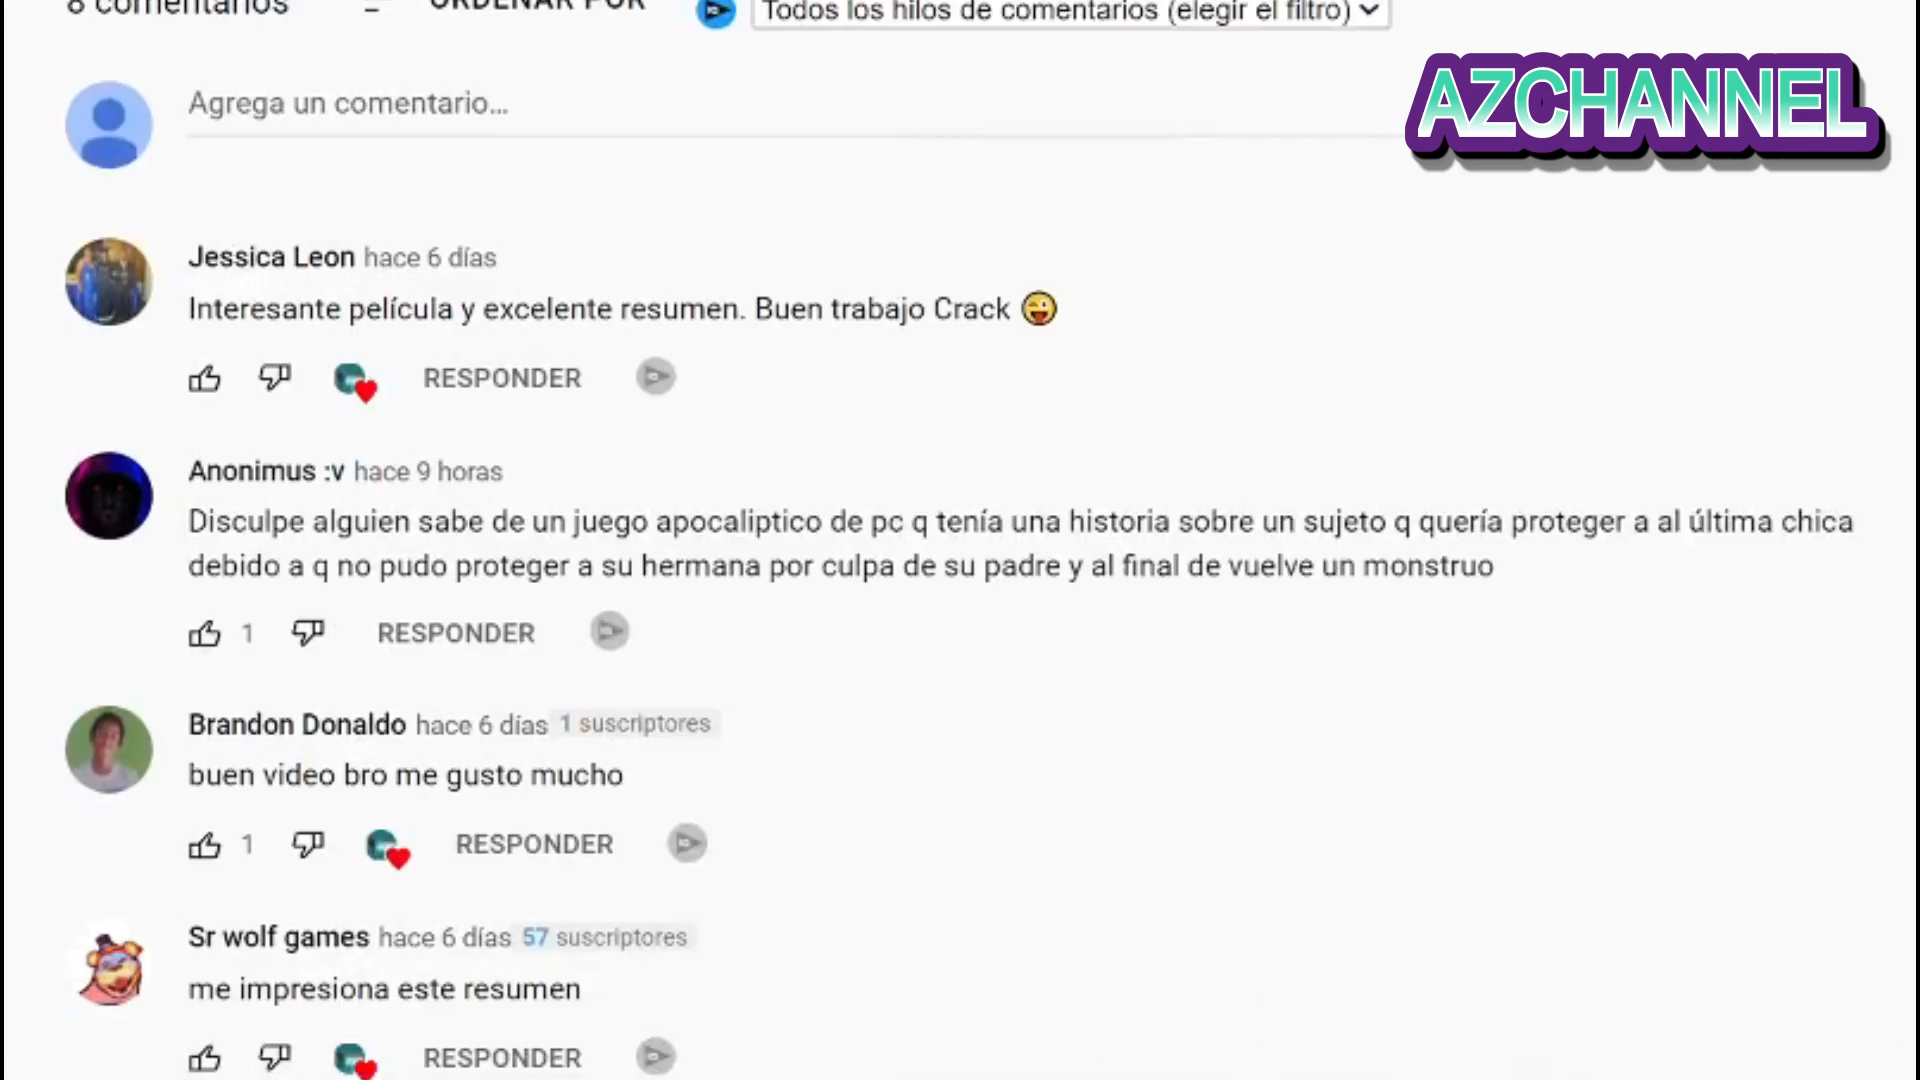 8 comentarios ORDENAR POR Todos los hilos de comentarios (elegir el filtro)
AZCHANNEL
Agrega un comentario...
Jessica Leon hace 6 días
Interesante película y excelente resumen. Buen trabajo Crack 😜
RESPONDER
Anonimus :v hace 9 horas
Disculpe alguien sabe de un juego apocaliptico de pc q tenía una historia sobre un sujeto q quería proteger a al última chica
debido a q no pudo proteger a su hermana por culpa de su padre y al final de vuelve un monstruo
1 RESPONDER
Brandon Donaldo hace 6 días 1 suscriptores
buen video bro me gusto mucho
1 RESPONDER
Sr wolf games hace 6 días 57 suscriptores
me impresiona este resumen
RESPONDER